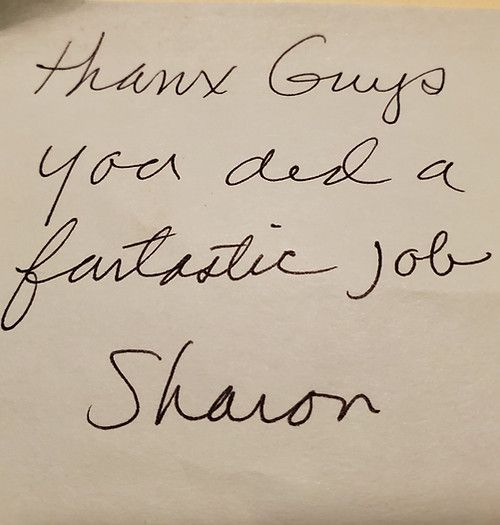 thanx Guys
you did a
fantastic job
Sharon